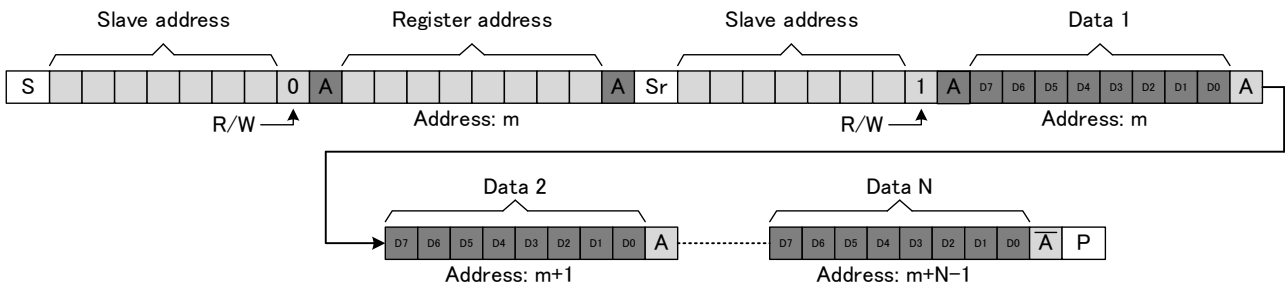 Slave address Register address Slave address Data 1
S 0 A A Sr 1 A D7 D6 D5 D4 D3 D2 D1 D0 A
R/W Address: m R/W Address: m
Data 2 Data N
D7 D6 D5 D4 D3 D2 D1 D0 A D7 D6 D5 D4 D3 D2 D1 D0 A̅ P
Address: m+1 Address: m+N-1